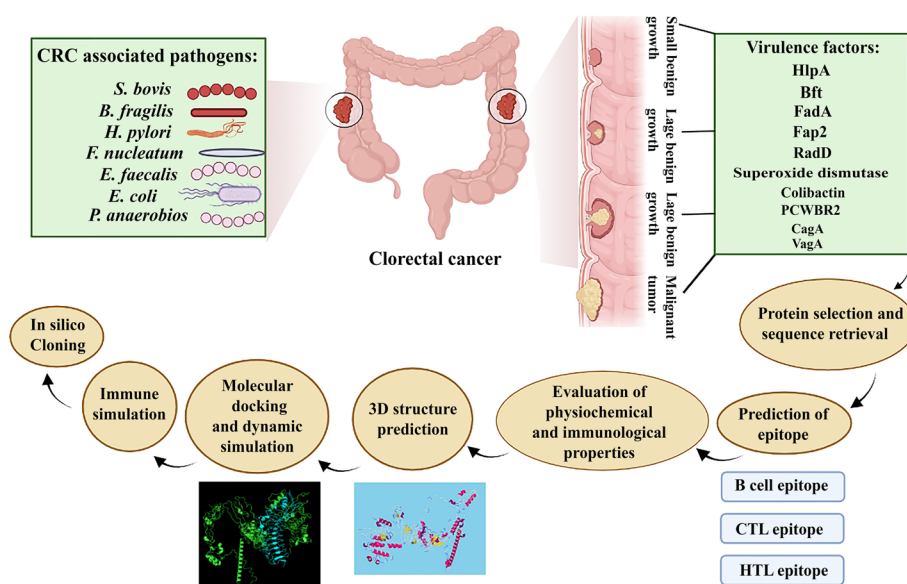 CRC associated pathogens:
S. bovis
B. fragilis
H. pylori
F. nucleatum
E. faecalis
E. coli
P. anaerobios
Clorectal cancer
Small benign
growth
Lage benign
growth
Lage benign
growth
Malignant
tumor
Virulence factors:
HlpA
Bft
FadA
Fap2
RadD
Superoxide dismutase
Colibactin
PCWBR2
CagA
VagA
Protein selection and
sequence retrieval
Prediction of
epitope
B cell epitope
CTL epitope
HTL epitope
Evaluation of
physiochemical
and immunological
properties
3D structure
prediction
Molecular
docking
and dynamic
simulation
Immune
simulation
In silico
Cloning